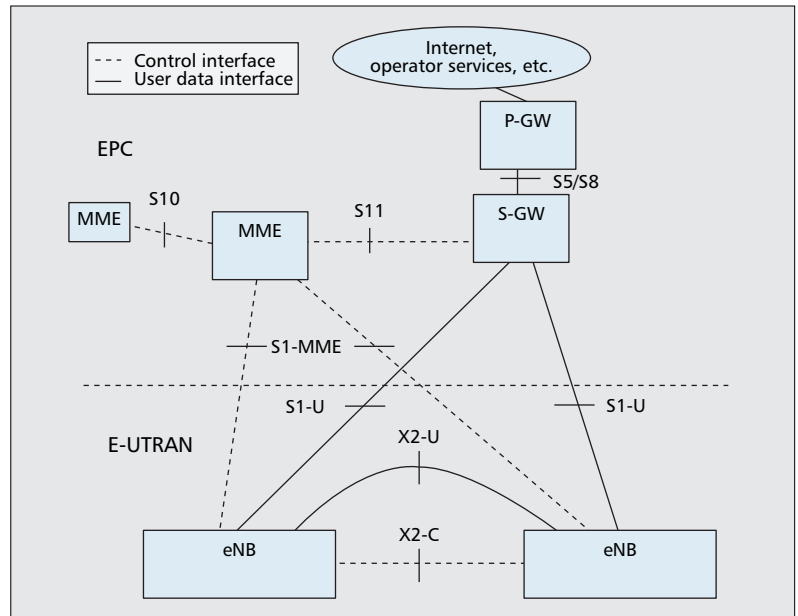 Control interface
User data interface
Internet,
operator services, etc.
P-GW
EPC
S5/S8
S10
S11
S-GW
MME
MME
S1-MME
S1-U
S1-U
E-UTRAN
X2-U
X2-C
eNB
eNB